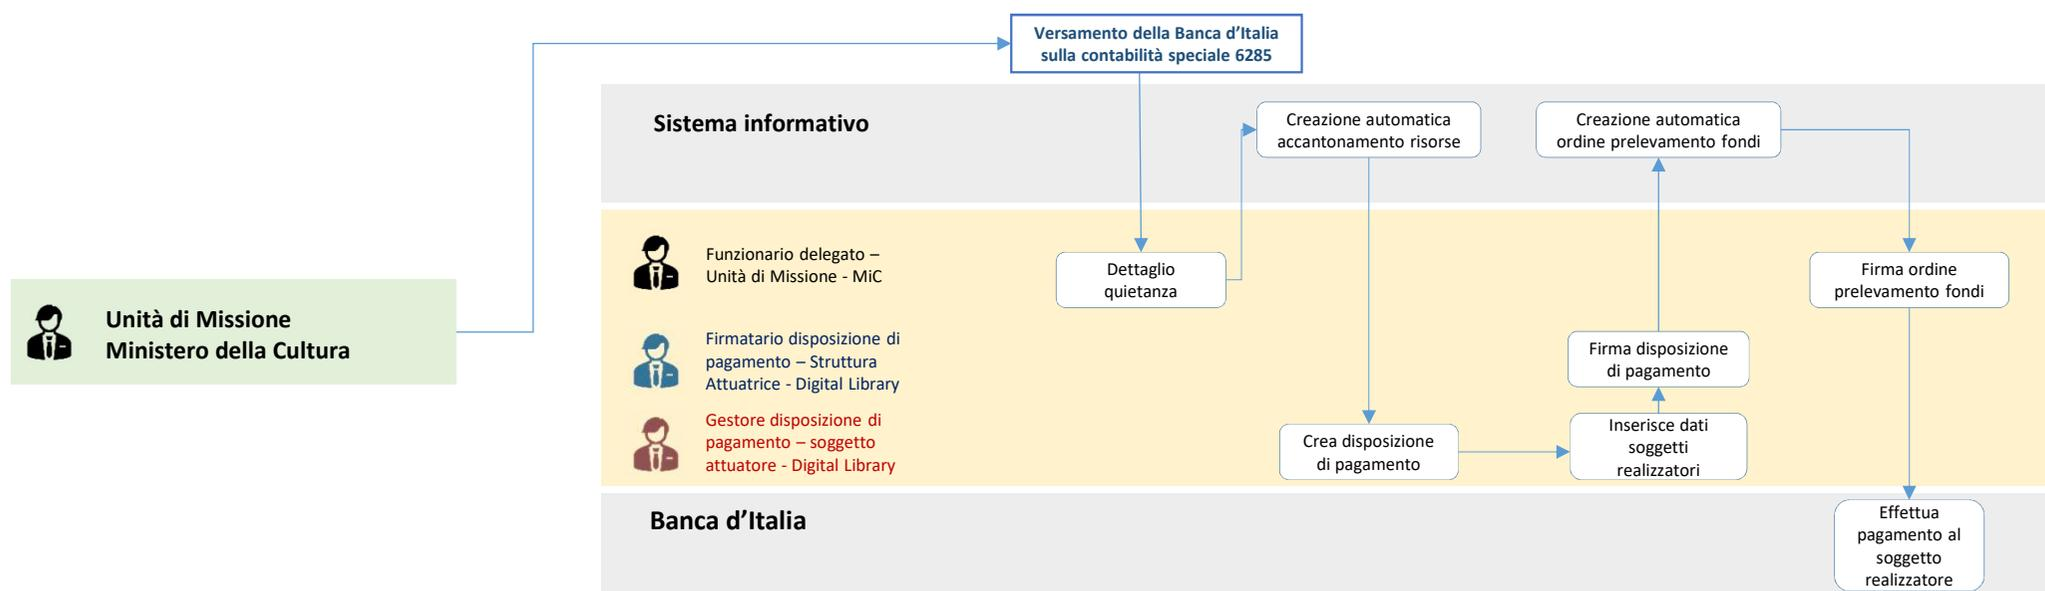 Versamento della Banca d’Italia
sulla contabilità speciale 6285
Sistema informativo
Creazione automatica
accantonamento risorse
Creazione automatica
ordine prelevamento fondi
Unità di Missione
Ministero della Cultura
Funzionario delegato –
Unità di Missione - MiC
Dettaglio
quietanza
Firma ordine
prelevamento fondi
Firmatario disposizione di
pagamento – Struttura
Attuatrice - Digital Library
Firma disposizione
di pagamento
Gestore disposizione di
pagamento – soggetto
attuatore - Digital Library
Crea disposizione
di pagamento
Inserisce dati
soggetti
realizzatori
Banca d’Italia
Effettua
pagamento al
soggetto
realizzatore